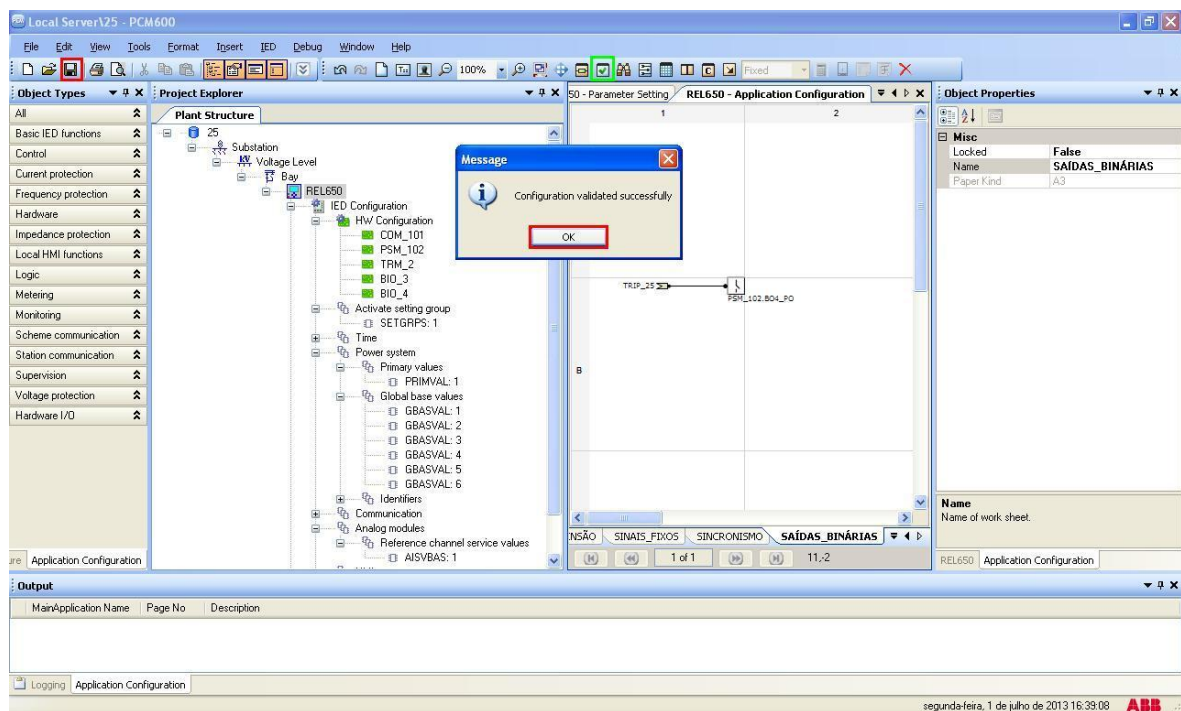 Local Server\25 - PCM600
File Edit View Tools Format Insert IED Debug Window Help
100%
Fixed
Object Types
All
Basic IED functions
Control
Current protection
Frequency protection
Hardware
Impedance protection
Local HMI functions
Logic
Metering
Monitoring
Scheme communication
Station communication
Supervision
Voltage protection
Hardware I/O
Application Configuration
Project Explorer
Plant Structure
25
Substation
Voltage Level
Bay
REL650
IED Configuration
HW Configuration
COM_101
PSM_102
TRM_2
BIO_3
BIO_4
Activate setting group
SETGRPS: 1
Time
Power system
Primary values
PRIMVAL: 1
Global base values
GBASVAL: 1
GBASVAL: 2
GBASVAL: 3
GBASVAL: 4
GBASVAL: 5
GBASVAL: 6
Identifiers
Communication
Analog modules
Reference channel service values
AISVBAS: 1
50 - Parameter Setting REL650 - Application Configuration
1 2
Message
Configuration validated successfully
OK
TRIP_25
PSM_102.BO4_PO
B
NSÃO SINAIS_FIXOS SINCRONISMO SAÍDAS_BINÁRIAS
1 of 1 11,-2
Object Properties
Misc
Locked False
Name SAÍDAS_BINÁRIAS
Paper Kind A3
Name
Name of work sheet.
REL650 Application Configuration
Output
MainApplication Name Page No Description
Logging Application Configuration
segunda-feira, 1 de julho de 2013 16:39:08 ABB